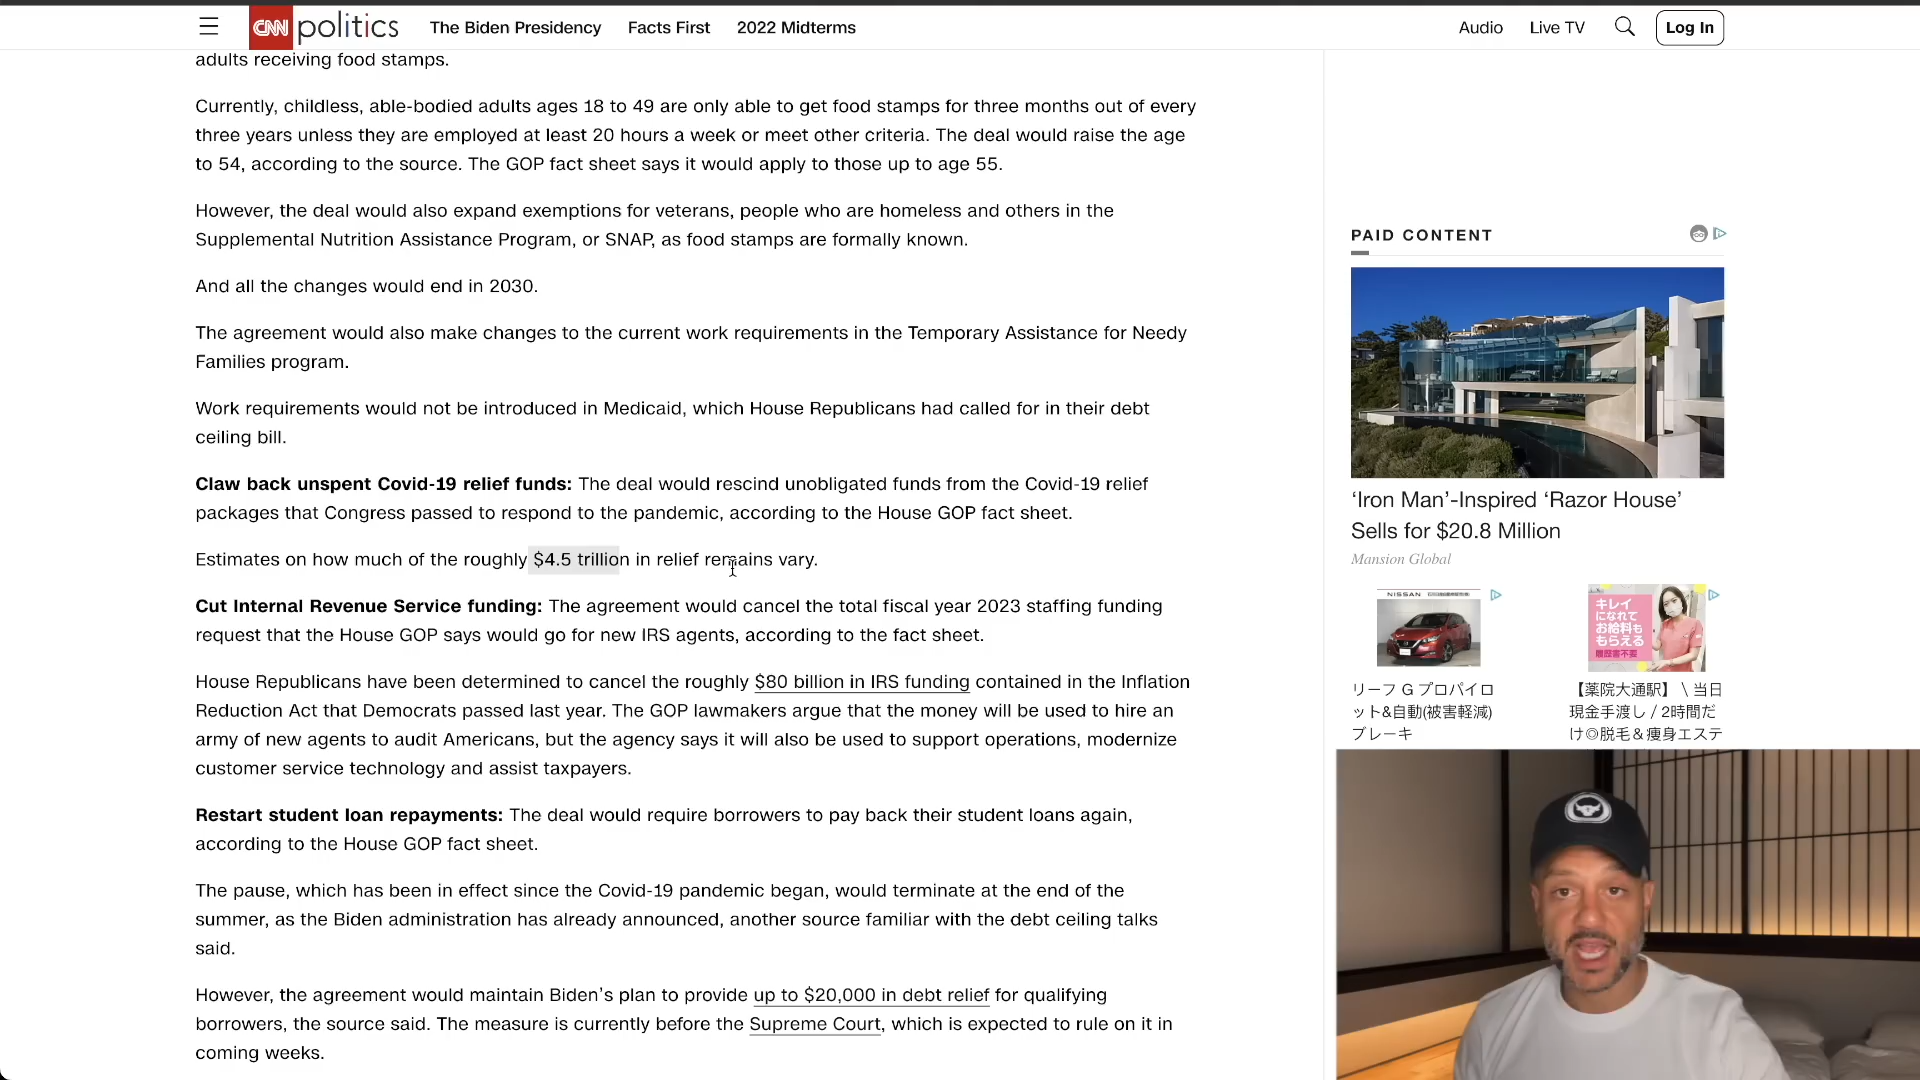 CNN politics The Biden Presidency Facts First 2022 Midterms Audio Live TV Log In
adults receiving food stamps.
Currently, childless, able-bodied adults ages 18 to 49 are only able to get food stamps for three months out of every
three years unless they are employed at least 20 hours a week or meet other criteria. The deal would raise the age
to 54, according to the source. The GOP fact sheet says it would apply to those up to age 55.
However, the deal would also expand exemptions for veterans, people who are homeless and others in the
Supplemental Nutrition Assistance Program, or SNAP, as food stamps are formally known.
And all the changes would end in 2030.
The agreement would also make changes to the current work requirements in the Temporary Assistance for Needy
Families program.
Work requirements would not be introduced in Medicaid, which House Republicans had called for in their debt
ceiling bill.
Claw back unspent Covid-19 relief funds: The deal would rescind unobligated funds from the Covid-19 relief
packages that Congress passed to respond to the pandemic, according to the House GOP fact sheet.
Estimates on how much of the roughly $4.5 trillion in relief remains vary.
Cut Internal Revenue Service funding: The agreement would cancel the total fiscal year 2023 staffing funding
request that the House GOP says would go for new IRS agents, according to the fact sheet.
House Republicans have been determined to cancel the roughly $80 billion in IRS funding contained in the Inflation
Reduction Act that Democrats passed last year. The GOP lawmakers argue that the money will be used to hire an
army of new agents to audit Americans, but the agency says it will also be used to support operations, modernize
customer service technology and assist taxpayers.
Restart student loan repayments: The deal would require borrowers to pay back their student loans again,
according to the House GOP fact sheet.
The pause, which has been in effect since the Covid-19 pandemic began, would terminate at the end of the
summer, as the Biden administration has already announced, another source familiar with the debt ceiling talks
said.
However, the agreement would maintain Biden’s plan to provide up to $20,000 in debt relief for qualifying
borrowers, the source said. The measure is currently before the Supreme Court, which is expected to rule on it in
coming weeks.
PAID CONTENT
‘Iron Man’-Inspired ‘Razor House’
Sells for $20.8 Million
Mansion Global
NISSAN
リーフ G プロパイロ
ット&自動(被害軽減)
ブレーキ
キレイ
になれて
お給料も
もらえる
履歴書不要
【薬院大通駅】 \ 当日
現金手渡し / 2時間だ
け◎脱毛＆痩身エステ